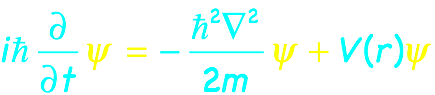 iħ ∂/∂t ψ = − ħ²∇²/2m ψ + V(r)ψ